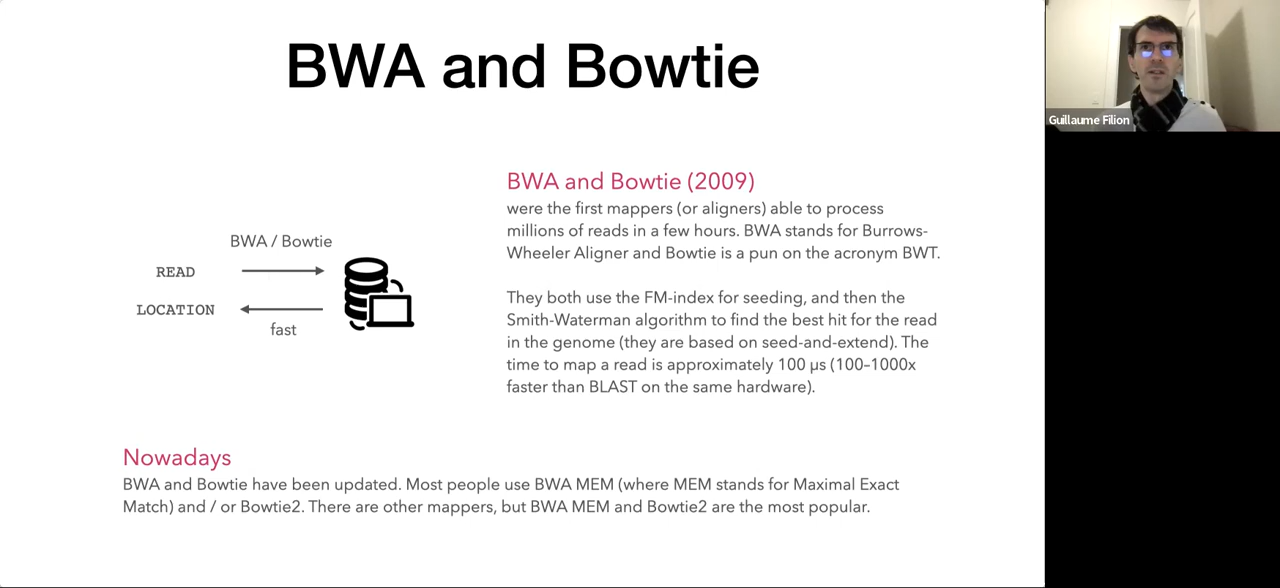 BWA and Bowtie
Guillaume Filion
BWA and Bowtie (2009)
were the first mappers (or aligners) able to process
millions of reads in a few hours. BWA stands for Burrows-
Wheeler Aligner and Bowtie is a pun on the acronym BWT.
They both use the FM-index for seeding, and then the
Smith-Waterman algorithm to find the best hit for the read
in the genome (they are based on seed-and-extend). The
time to map a read is approximately 100 µs (100–1000x
faster than BLAST on the same hardware).
BWA / Bowtie
READ
LOCATION
fast
Nowadays
BWA and Bowtie have been updated. Most people use BWA MEM (where MEM stands for Maximal Exact
Match) and / or Bowtie2. There are other mappers, but BWA MEM and Bowtie2 are the most popular.